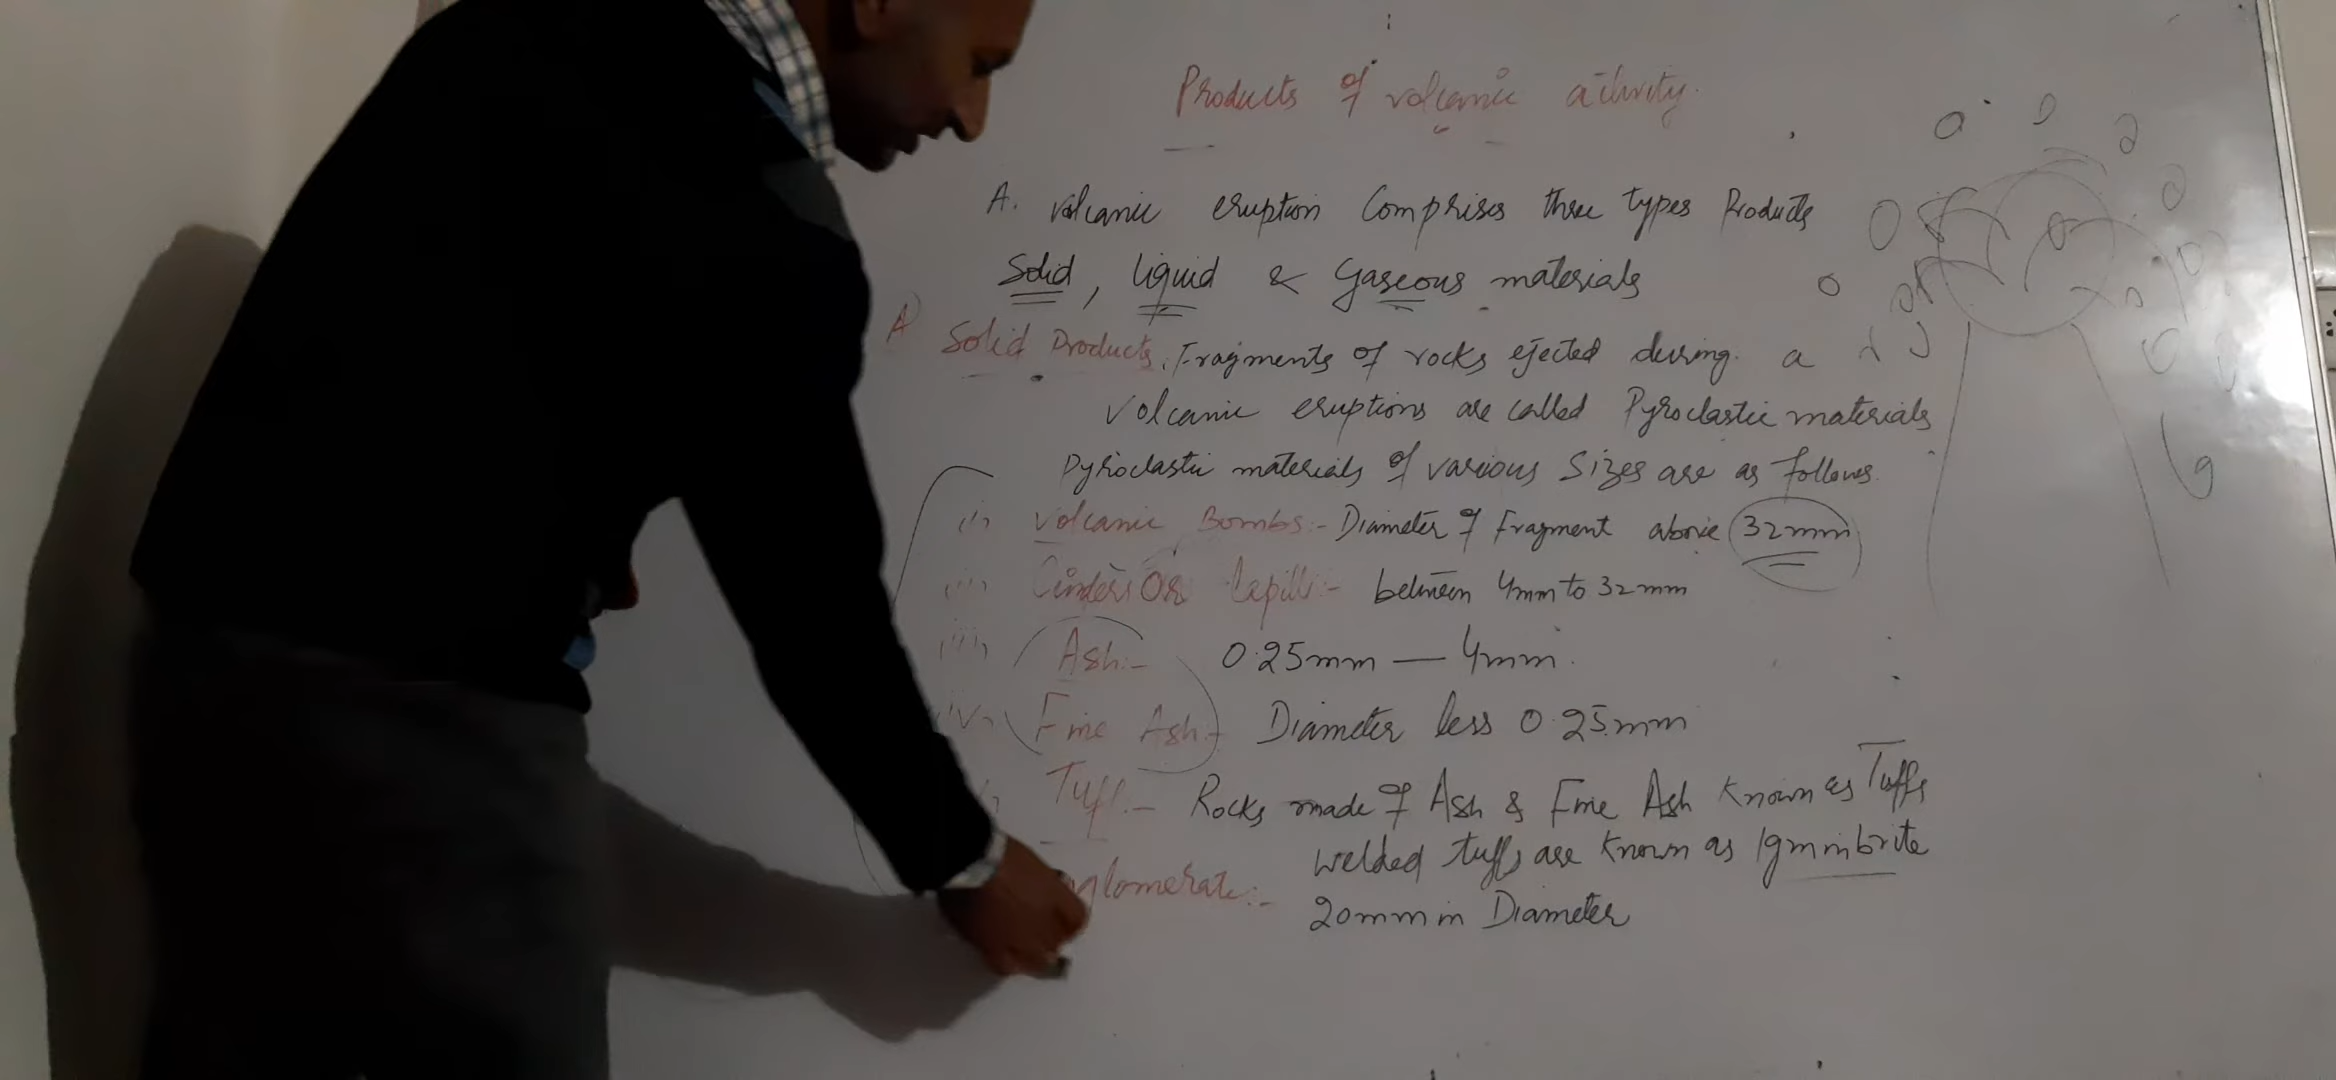 Products of volcanic activity.
A. Volcanic eruption Comprises three types Products
Solid, liquid & Gaseous materials
A Solid Products. Fragments of rocks ejected during a
Volcanic eruptions are called Pyroclastic materials
Pyroclastic materials of various Sizes are as follows.
(i) Volcanic Bombs:- Diameter of Fragment above 32mm
(ii) Cinders Or Lapilli:- between 4mm to 32mm
(iii) Ash:- 0.25mm — 4mm.
(iv) Fine Ash:- Diameter less 0.25mm
Tuff:- Rocks made of Ash & Fine Ash Known as Tuffs
welded tuffs are known as Ignimbrite
glomerate:- 20mm in Diameter